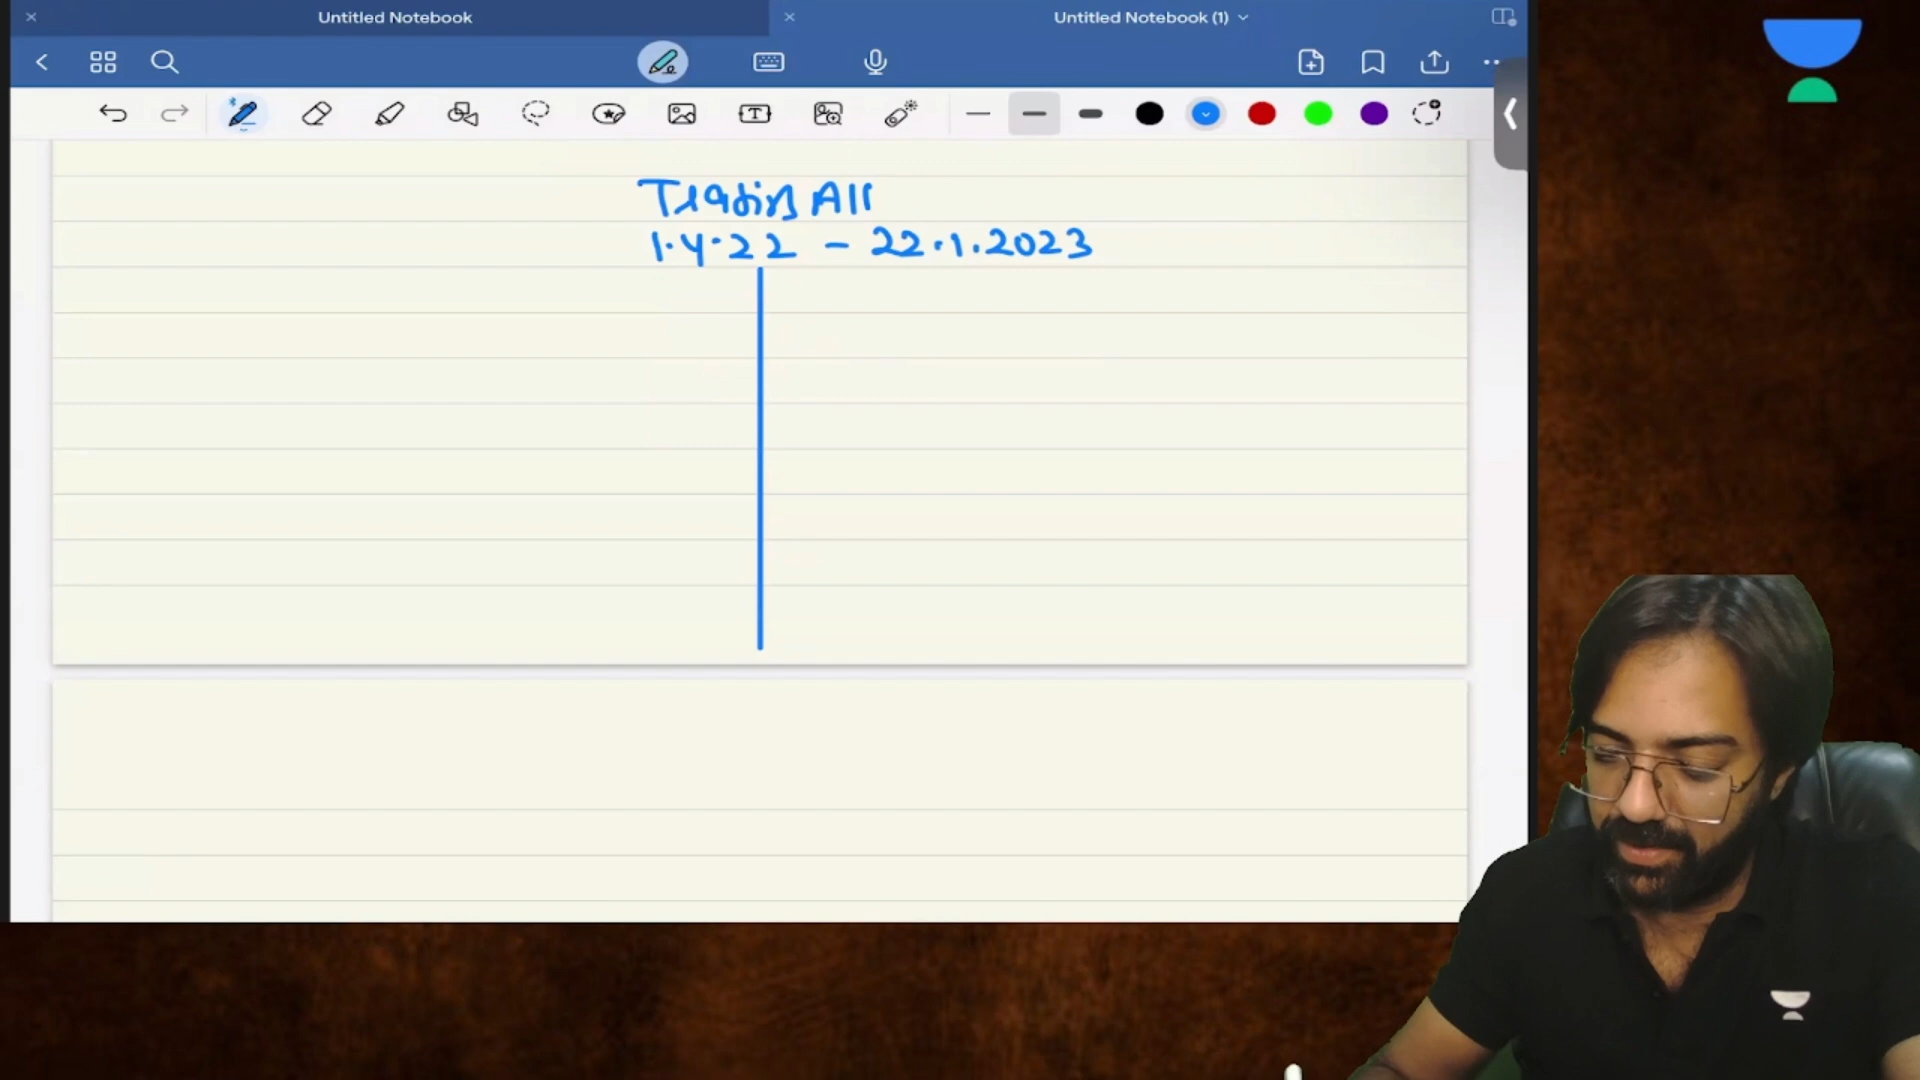 Untitled Notebook
Untitled Notebook (1)
Trading A/c
1.4.22 - 22.1.2023